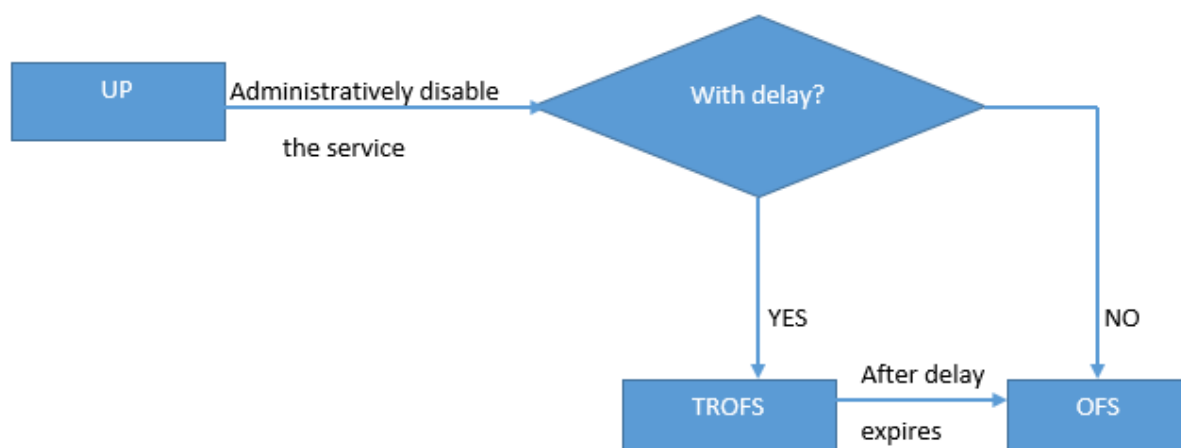 UP
Administratively disable
the service
With delay?
YES
NO
TROFS
After delay
expires
OFS